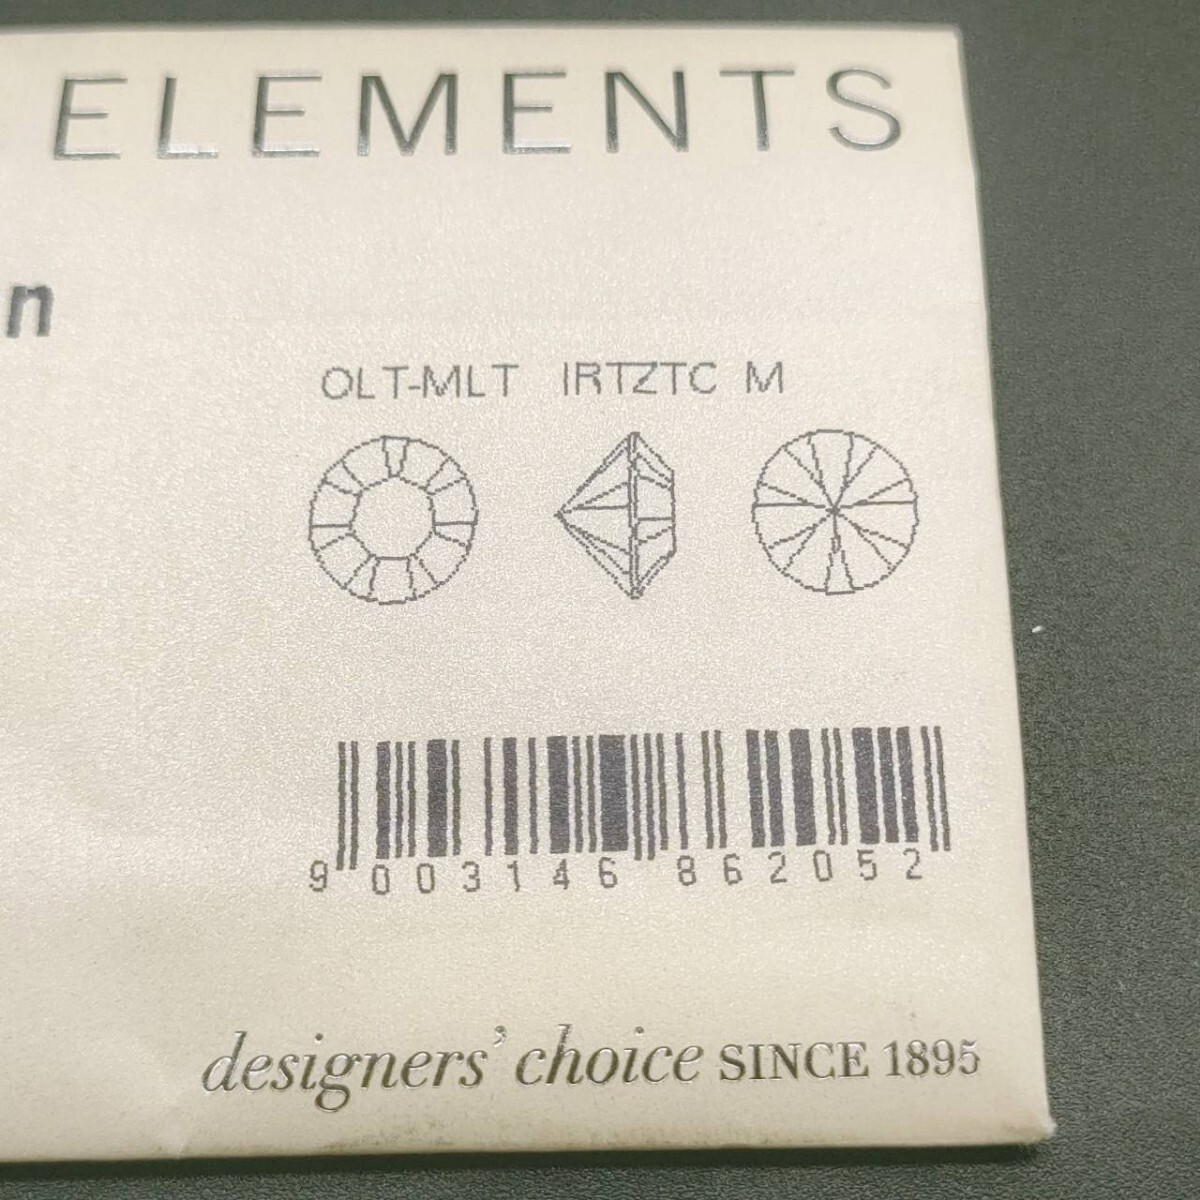 ELEMENTS
n
OLT-MLT IRTZTC M
9 003146 862052
designers' choice SINCE 1895